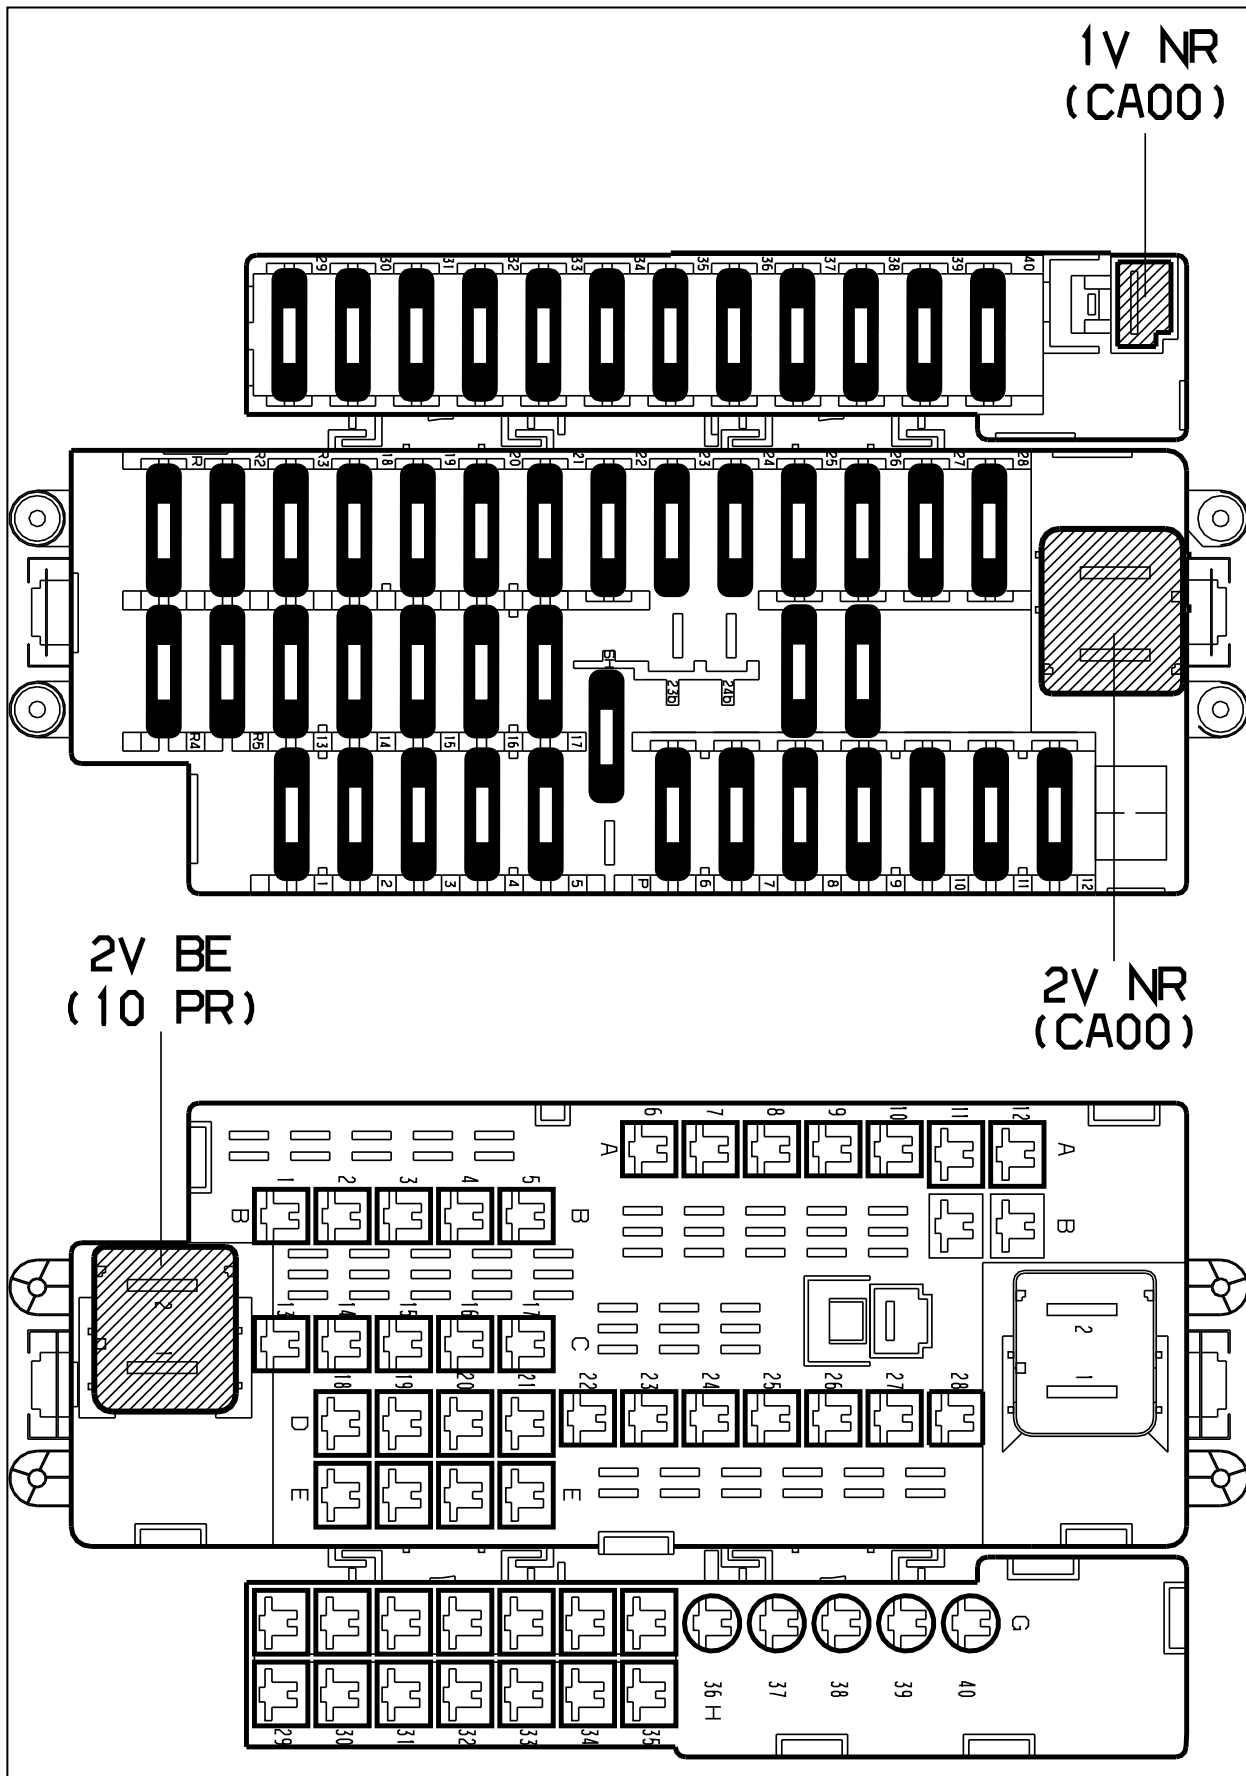 1V NR
(CA00)
29 30 31 32 33 34 35 36 37 38 39 40
R R2 R3 18 19 20 21 22 23 24 25 26 27 28
S
23b 24b
R4 R5 13 14 15 16 17
1 2 3 4 5 P 6 7 8 9 10 11 12
2V BE
(10 PR)
2V NR
(CA00)
6 7 8 9 10 11 12
A A
1 2 3 4 5
B B B
2
1
13 14 15 16 17
C
2
1
18 19 20 21 22 23 24 25 26 27 28
D
E E
G
36 H 37 38 39 40
29 30 31 32 33 34 35